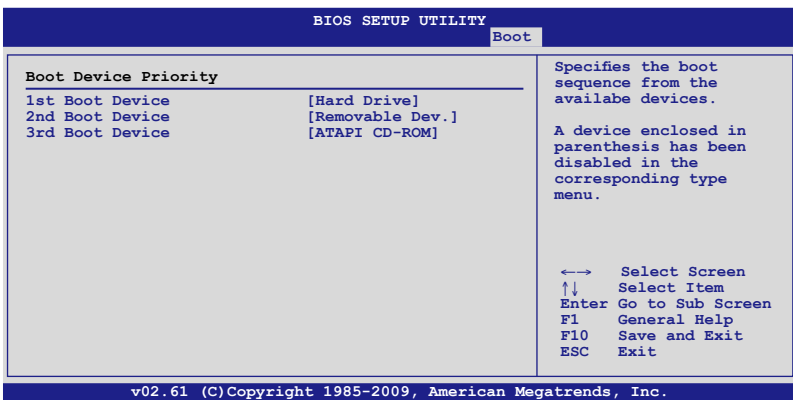 BIOS SETUP UTILITY
Boot
Boot Device Priority
1st Boot Device [Hard Drive]
2nd Boot Device [Removable Dev.]
3rd Boot Device [ATAPI CD-ROM]
Specifies the boot
sequence from the
availabe devices.
A device enclosed in
parenthesis has been
disabled in the
corresponding type
menu.
←→ Select Screen
↑↓ Select Item
Enter Go to Sub Screen
F1 General Help
F10 Save and Exit
ESC Exit
v02.61 (C)Copyright 1985-2009, American Megatrends, Inc.